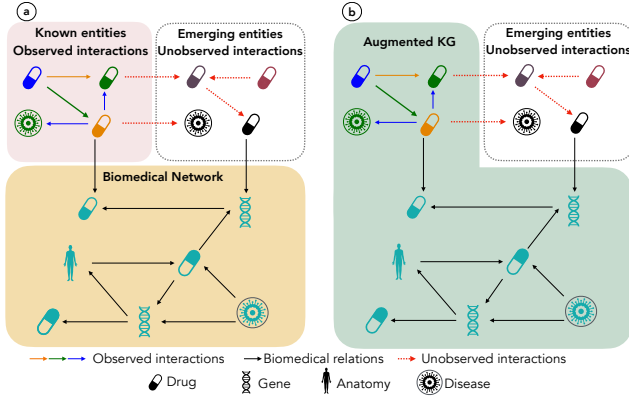 a
Known entities
Observed interactions
Emerging entities
Unobserved interactions
Biomedical Network
b
Augmented KG
Emerging entities
Unobserved interactions
Observed interactions
Biomedical relations
Unobserved interactions
Drug
Gene
Anatomy
Disease